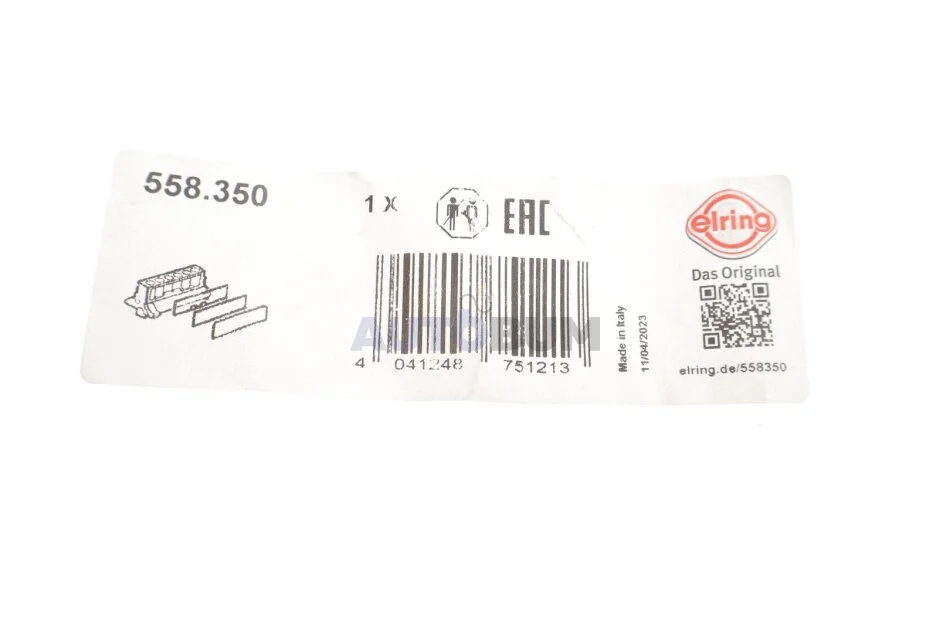 558.350
1 X
EAC
elring
Das Original
4 041248 751213
AUTOBUM
Made in Italy
11/04/2023
elring.de/558350